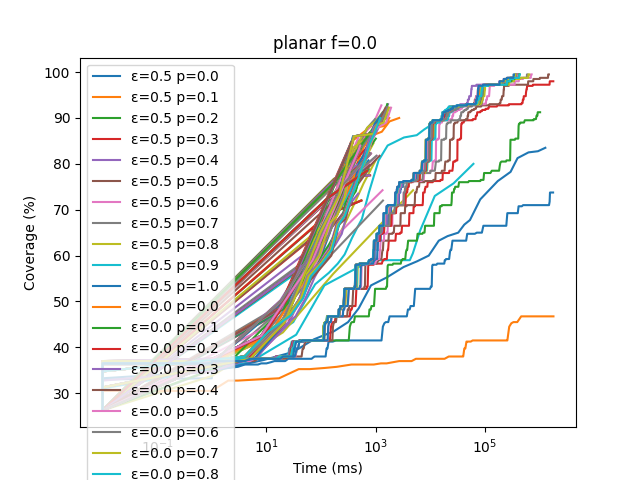 planar f=0.0
Coverage (%)
100
90
80
70
60
50
40
30
ε=0.5 p=0.0
ε=0.5 p=0.1
ε=0.5 p=0.2
ε=0.5 p=0.3
ε=0.5 p=0.4
ε=0.5 p=0.5
ε=0.5 p=0.6
ε=0.5 p=0.7
ε=0.5 p=0.8
ε=0.5 p=0.9
ε=0.5 p=1.0
ε=0.0 p=0.0
ε=0.0 p=0.1
ε=0.0 p=0.2
ε=0.0 p=0.3
ε=0.0 p=0.4
ε=0.0 p=0.5
ε=0.0 p=0.6
ε=0.0 p=0.7
ε=0.0 p=0.8
10⁻¹ 10¹ 10³ 10⁵
Time (ms)